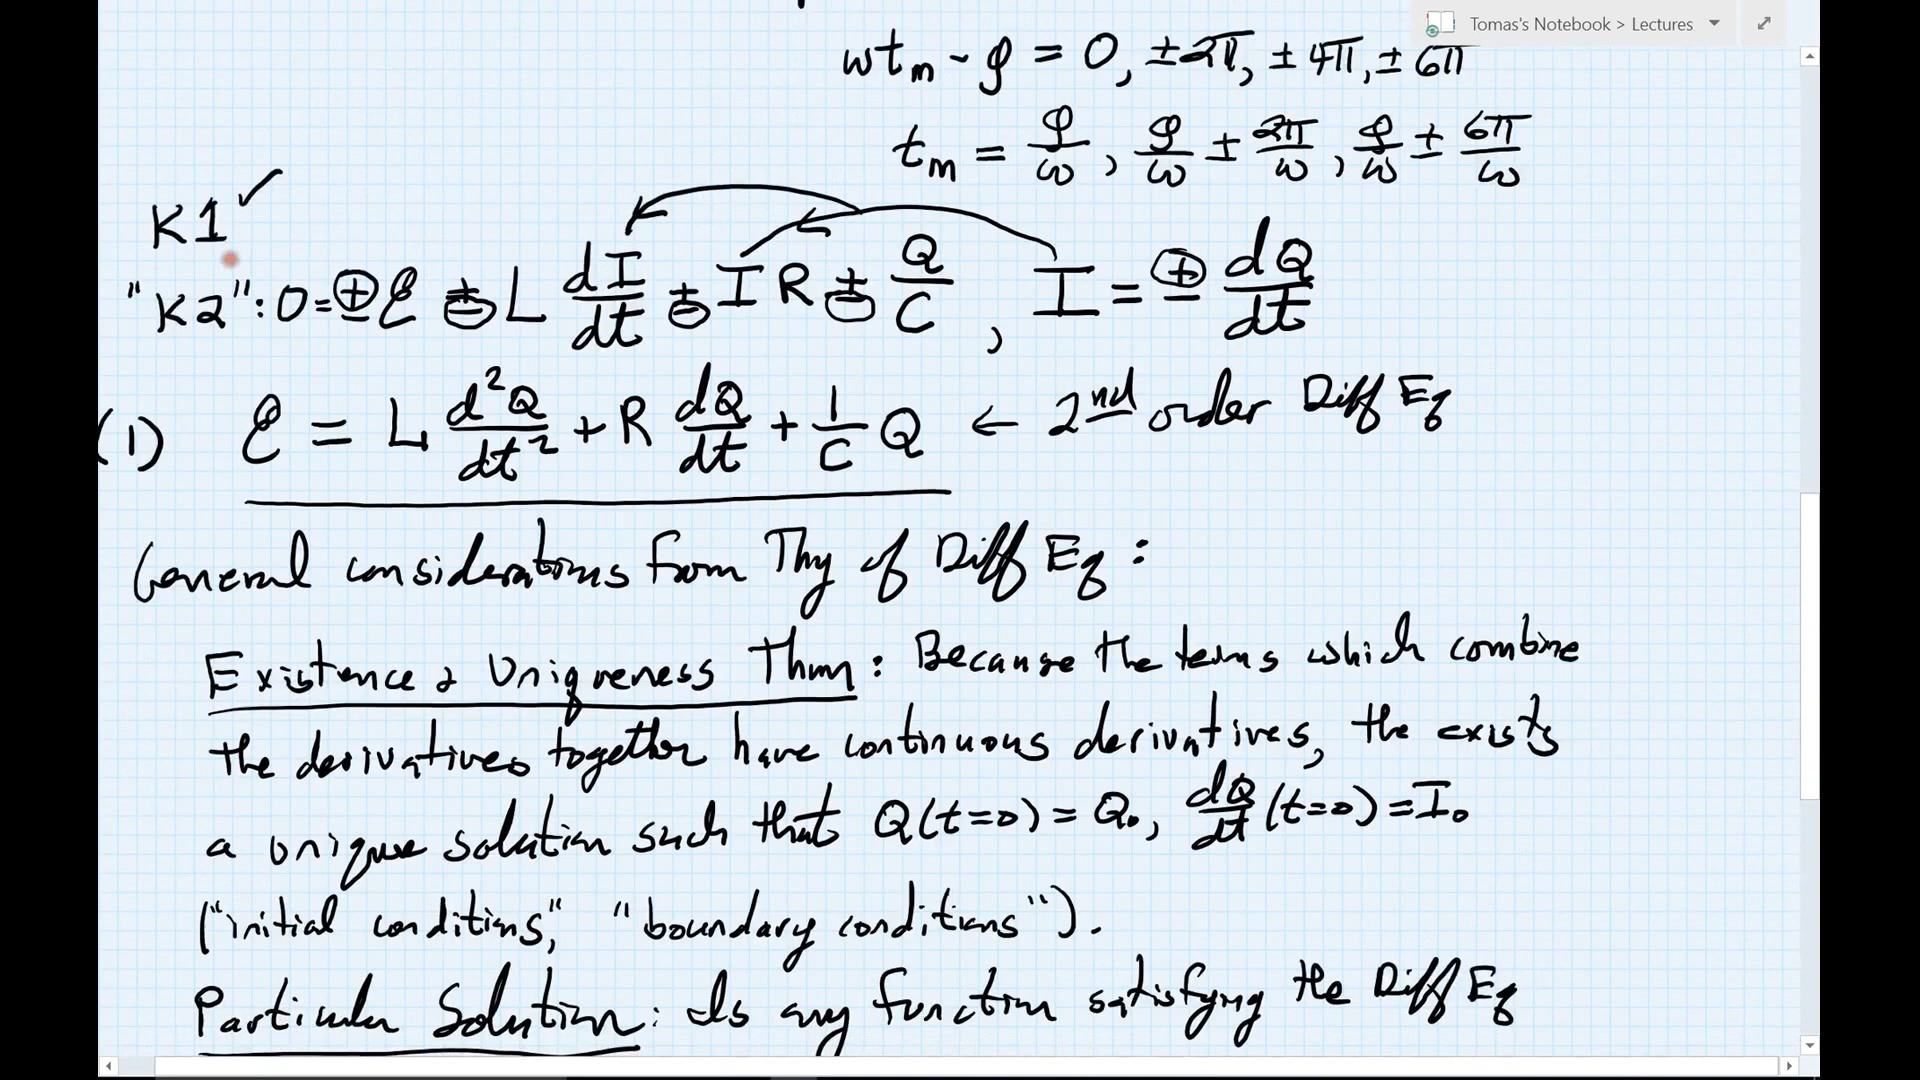 Tomas's Notebook > Lectures
ωt_m - φ = 0, ±2π, ±4π, ±6π
t_m = φ/ω, φ/ω ± 2π/ω, φ/ω ± 6π/ω
K1 ✓
"K2": 0 = ± ℰ ± L dI/dt ± IR ± Q/C , I = ± dQ/dt
(1) ℰ = L d²Q/dt² + R dQ/dt + 1/C Q ← 2nd order Diff Eq
General considerations from Thy of Diff Eq :
Existence & Uniqueness Thm : Because the terms which combine
the derivatives together have continuous derivatives, the exists
a unique solution such that Q(t=0) = Q₀, dQ/dt (t=0) = I₀
("initial conditions," "boundary conditions").
Particular Solution : Is any function satisfying the Diff Eq